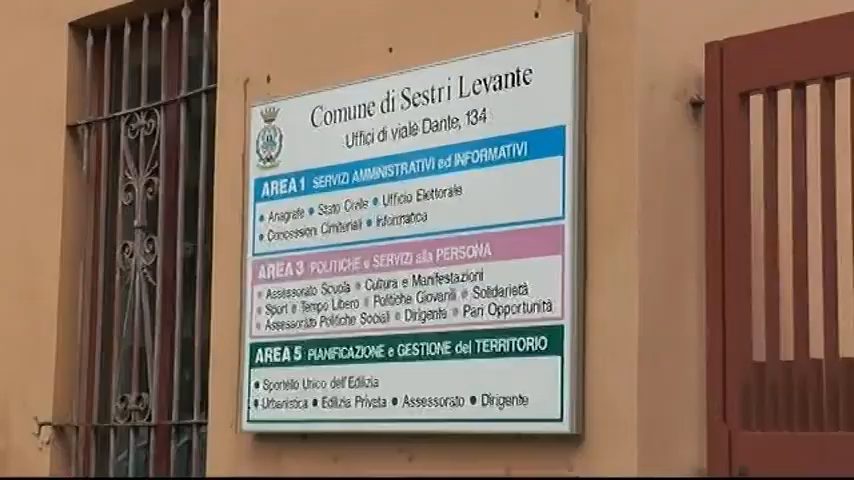 Comune di Sestri Levante
Uffici di viale Dante, 134
AREA 1 SERVIZI AMMINISTRATIVI ed INFORMATIVI
• Anagrafe • Stato Civile • Ufficio Elettorale
• Concessioni Cimiteriali • Informatica
AREA 3 POLITICHE e SERVIZI alla PERSONA
• Assessorato Scuola • Cultura e Manifestazioni
• Sport • Tempo Libero • Politiche Giovanili • Solidarietà
• Assessorato Politiche Sociali • Dirigente • Pari Opportunità
AREA 5 PIANIFICAZIONE e GESTIONE del TERRITORIO
• Sportello Unico dell'Edilizia
• Urbanistica • Edilizia Privata • Assessorato • Dirigente